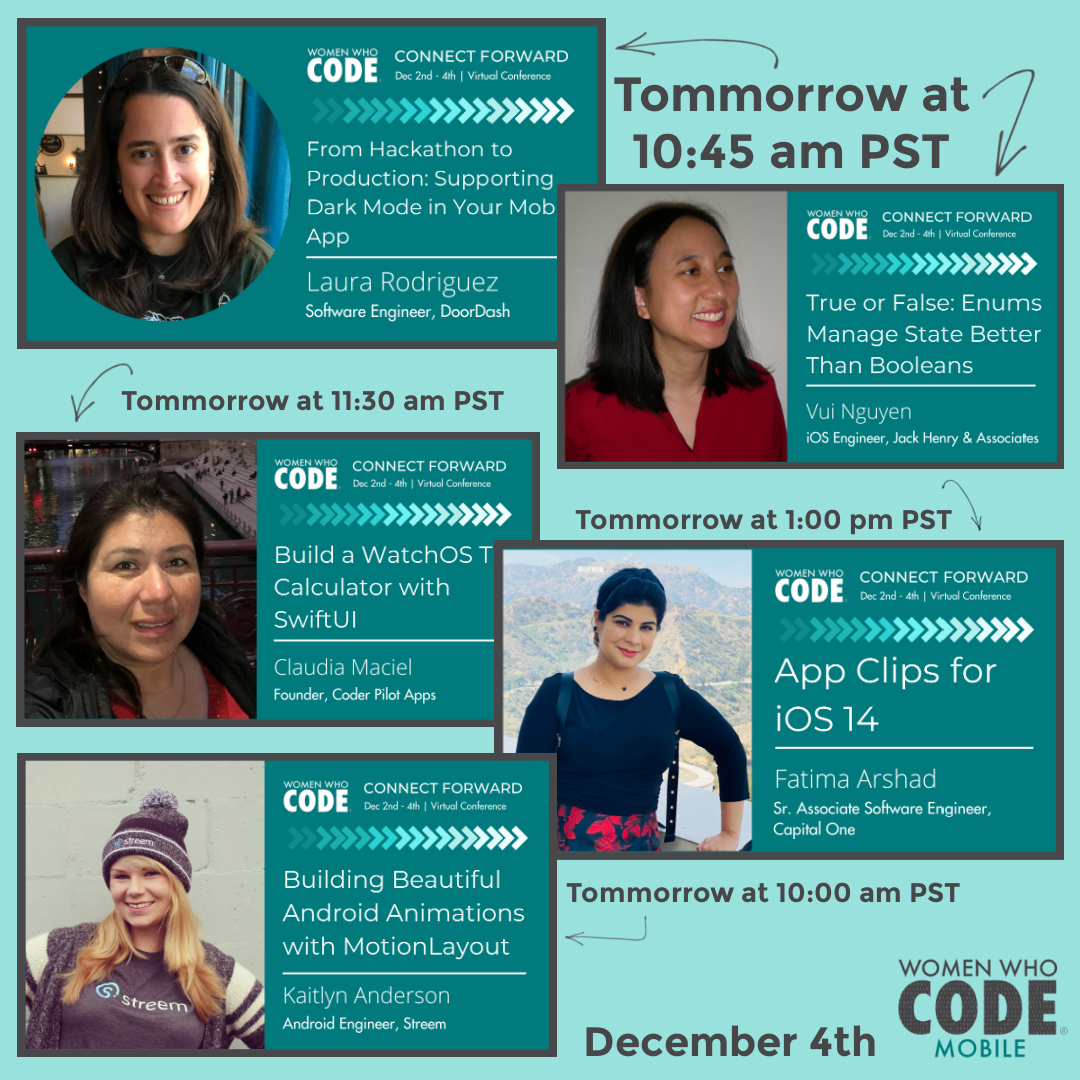 WOMEN WHO
CODE
CONNECT FORWARD
Dec 2nd - 4th | Virtual Conference
From Hackathon to
Production: Supporting
Dark Mode in Your Mob
App
Laura Rodriguez
Software Engineer, DoorDash
Tommorrow at
10:45 am PST
WOMEN WHO
CODE
CONNECT FORWARD
Dec 2nd - 4th | Virtual Conference
True or False: Enums
Manage State Better
Than Booleans
Vui Nguyen
iOS Engineer, Jack Henry & Associates
Tommorrow at 11:30 am PST
WOMEN WHO
CODE
CONNECT FORWARD
Dec 2nd - 4th | Virtual Conference
Build a WatchOS T
Calculator with
SwiftUI
Claudia Maciel
Founder, Coder Pilot Apps
Tommorrow at 1:00 pm PST
WOMEN WHO
CODE
CONNECT FORWARD
Dec 2nd - 4th | Virtual Conference
App Clips for
iOS 14
Fatima Arshad
Sr. Associate Software Engineer,
Capital One
streem
streem
WOMEN WHO
CODE
CONNECT FORWARD
Dec 2nd - 4th | Virtual Conference
Building Beautiful
Android Animations
with MotionLayout
Kaitlyn Anderson
Android Engineer, Streem
Tommorrow at 10:00 am PST
December 4th
WOMEN WHO
CODE®
MOBILE